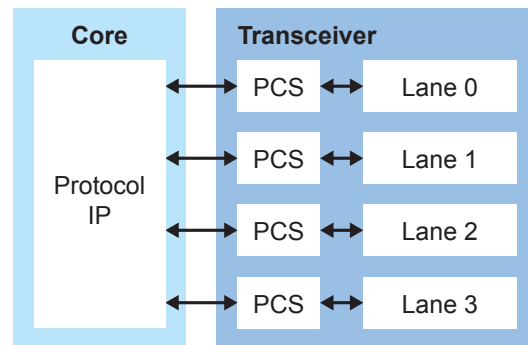 Core
Transceiver
Protocol
IP
PCS
Lane 0
PCS
Lane 1
PCS
Lane 2
PCS
Lane 3